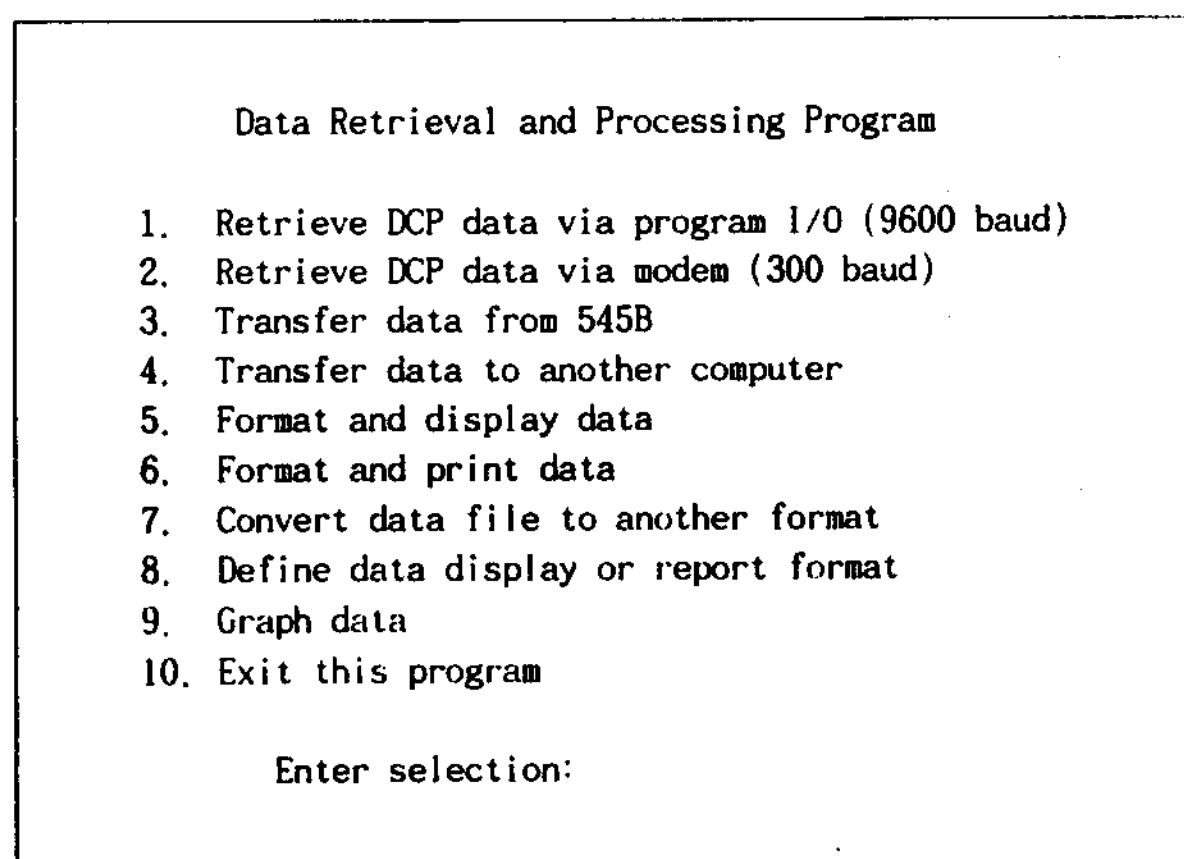 Data Retrieval and Processing Program
1. Retrieve DCP data via program I/O (9600 baud)
2. Retrieve DCP data via modem (300 baud)
3. Transfer data from 545B
4. Transfer data to another computer
5. Format and display data
6. Format and print data
7. Convert data file to another format
8. Define data display or report format
9. Graph data
10. Exit this program
Enter selection: